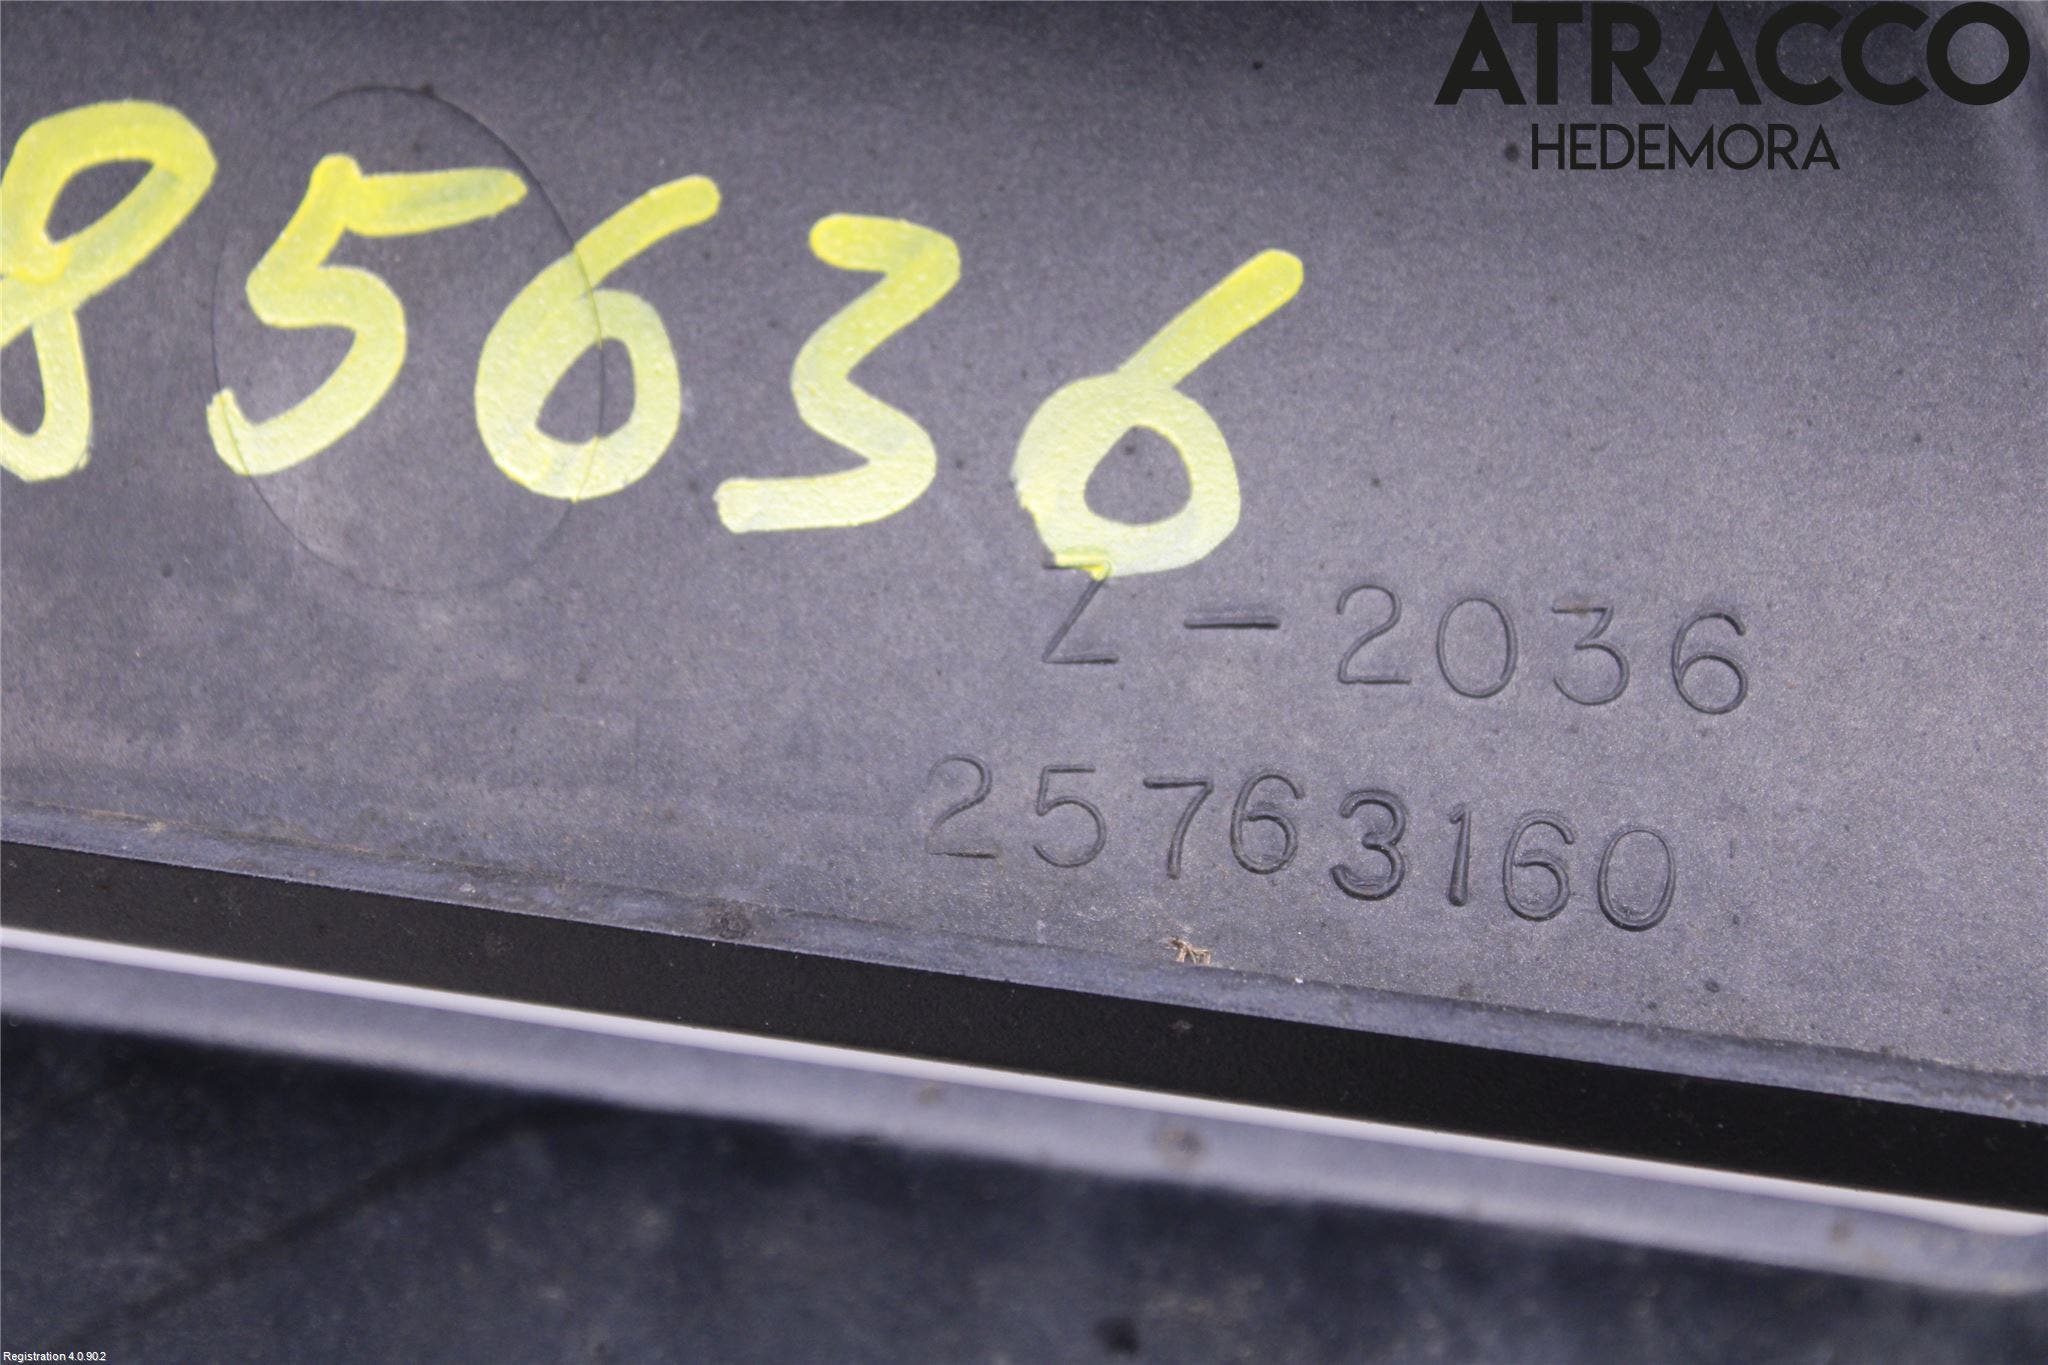 ATRACCO
HEDEMORA
85636
Z-2036
25763160
Registration 4.0.90.2